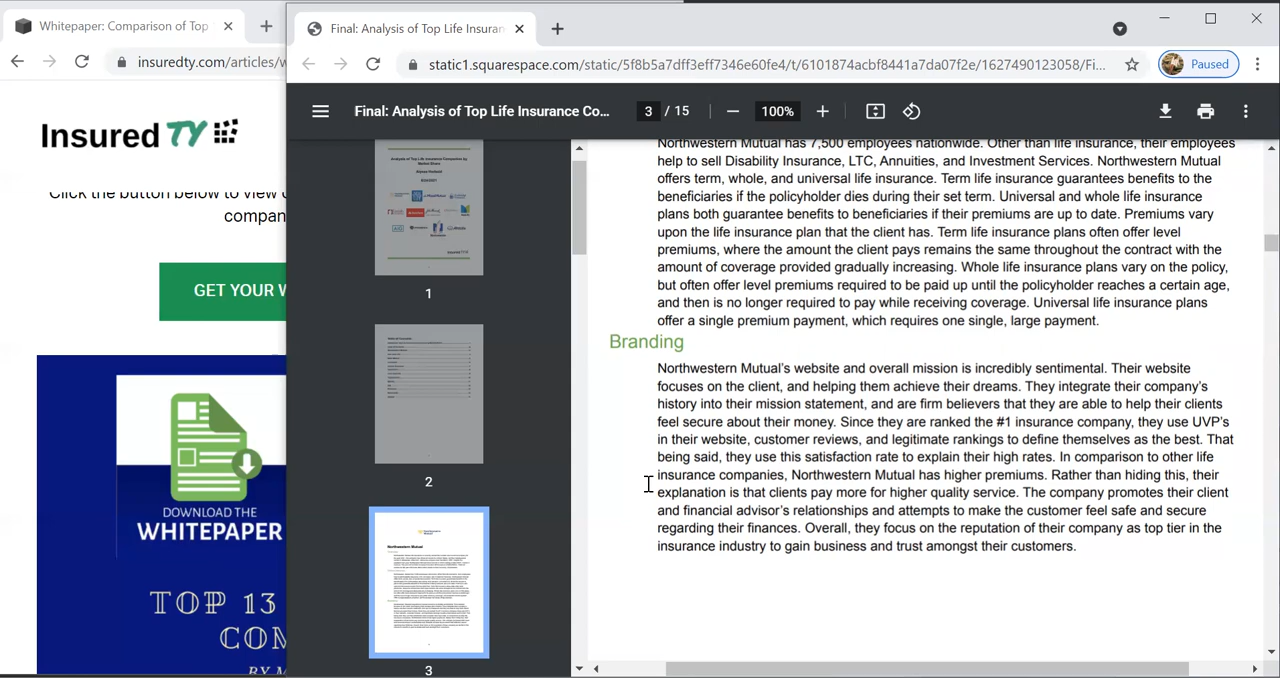 Whitepaper: Comparison of Top
insuredty.com/articles/w
Insured TY
Click the button below to view
compan
GET YOUR W
DOWNLOAD THE
WHITEPAPER
TOP 13
COM
BY M
Final: Analysis of Top Life Insuran
static1.squarespace.com/static/5f8b5a7dff3eff7346e60fe4/t/6101874acbf8441a7da07f2e/1627490123058/Fi...
Paused
Final: Analysis of Top Life Insurance Co...
3 / 15
100%
Analysis of Top Life Insurance Companies by
Market Share
1
2
3
Northwestern Mutual
Northwestern Mutual has 7,500 employees nationwide. Other than life insurance, their employees
help to sell Disability Insurance, LTC, Annuities, and Investment Services. Northwestern Mutual
offers term, whole, and universal life insurance. Term life insurance guarantees benefits to the
beneficiaries if the policyholder dies during their set term. Universal and whole life insurance
plans both guarantee benefits to beneficiaries if their premiums are up to date. Premiums vary
upon the life insurance plan that the client has. Term life insurance plans often offer level
premiums, where the amount the client pays remains the same throughout the contract with the
amount of coverage provided gradually increasing. Whole life insurance plans vary on the policy,
but often offer level premiums required to be paid up until the policyholder reaches a certain age,
and then is no longer required to pay while receiving coverage. Universal life insurance plans
offer a single premium payment, which requires one single, large payment.
Branding
Northwestern Mutual's website and overall mission is incredibly sentimental. Their website
focuses on the client, and helping them achieve their dreams. They integrate their company's
history into their mission statement, and are firm believers that they are able to help their clients
feel secure about their money. Since they are ranked the #1 insurance company, they use UVP's
in their website, customer reviews, and legitimate rankings to define themselves as the best. That
being said, they use this satisfaction rate to explain their high rates. In comparison to other life
insurance companies, Northwestern Mutual has higher premiums. Rather than hiding this, their
explanation is that clients pay more for higher quality service. The company promotes their client
and financial advisor's relationships and attempts to make the customer feel safe and secure
regarding their finances. Overall, they focus on the reputation of their company as top tier in the
insurance industry to gain business and trust amongst their customers.